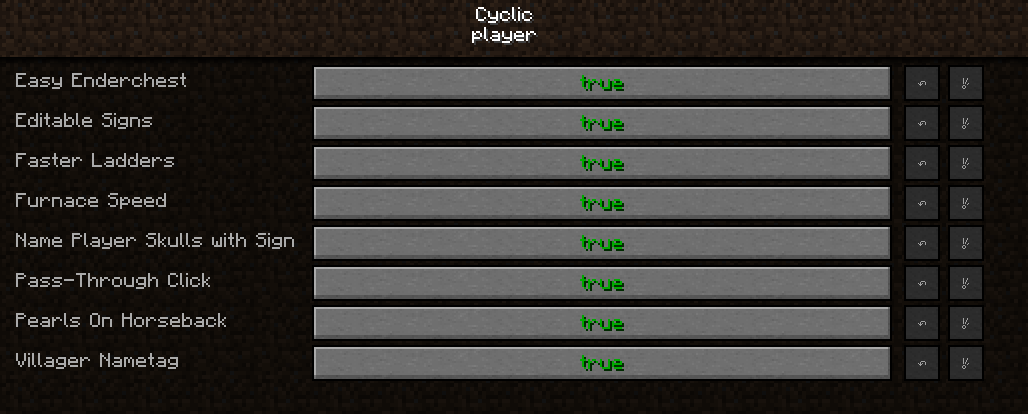 Cyclic
player
Easy Enderchest true
Editable Signs true
Faster Ladders true
Furnace Speed true
Name Player Skulls with Sign true
Pass-Through Click true
Pearls On Horseback true
Villager Nametag true